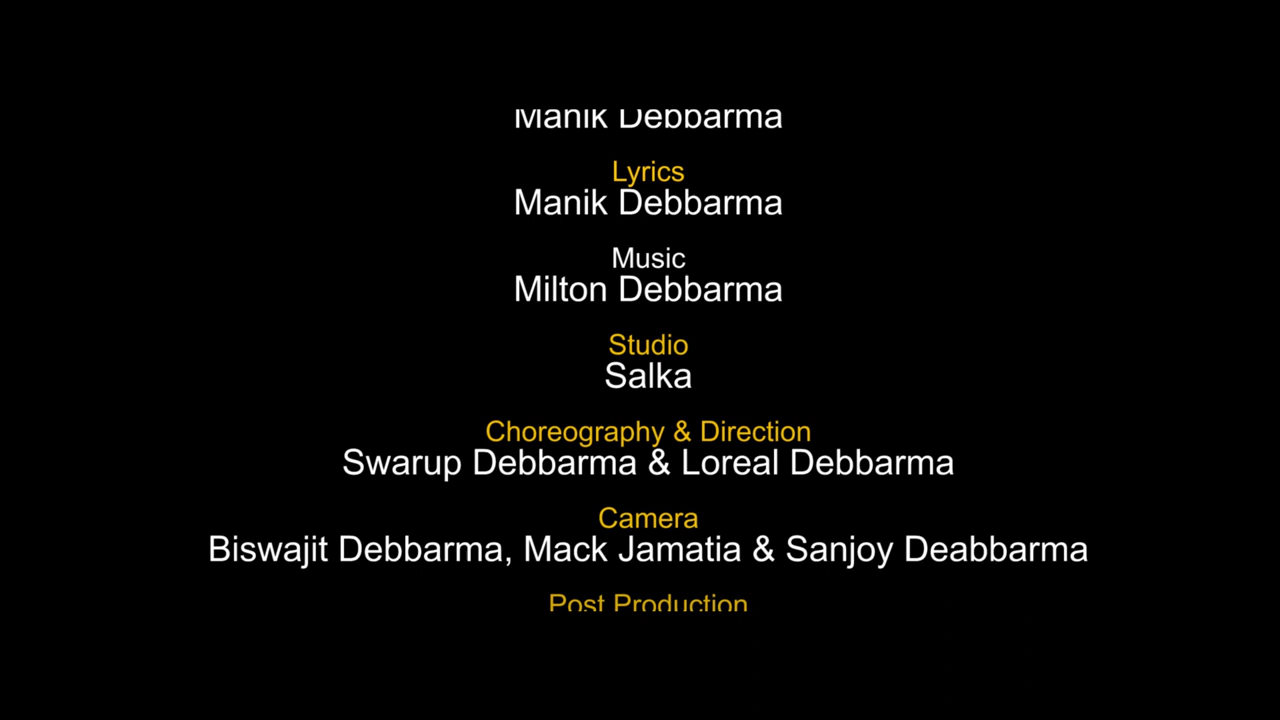 Manik Debbarma
Lyrics
Manik Debbarma
Music
Milton Debbarma
Studio
Salka
Choreography & Direction
Swarup Debbarma & Loreal Debbarma
Camera
Biswajit Debbarma, Mack Jamatia & Sanjoy Deabbarma
Post Production